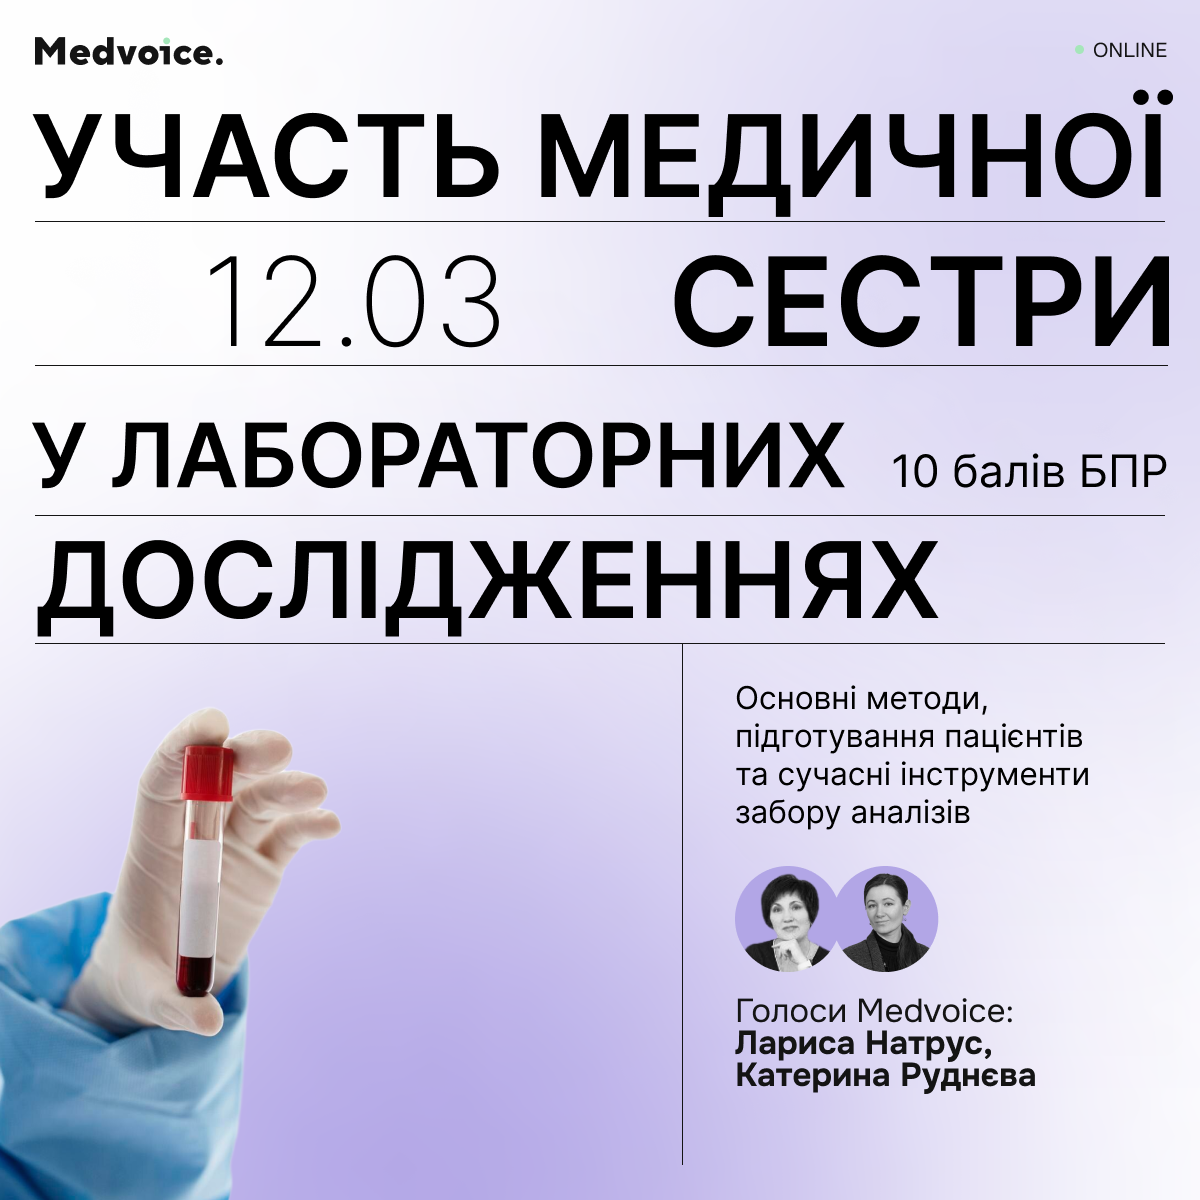 Medvoice.
ONLINE
УЧАСТЬ МЕДИЧНОЇ
12.03 СЕСТРИ
У ЛАБОРАТОРНИХ 10 балів БПР
ДОСЛІДЖЕННЯХ
Основні методи,
підготування пацієнтів
та сучасні інструменти
забору аналізів
Голоси Medvoice:
Лариса Натрус,
Катерина Руднєва